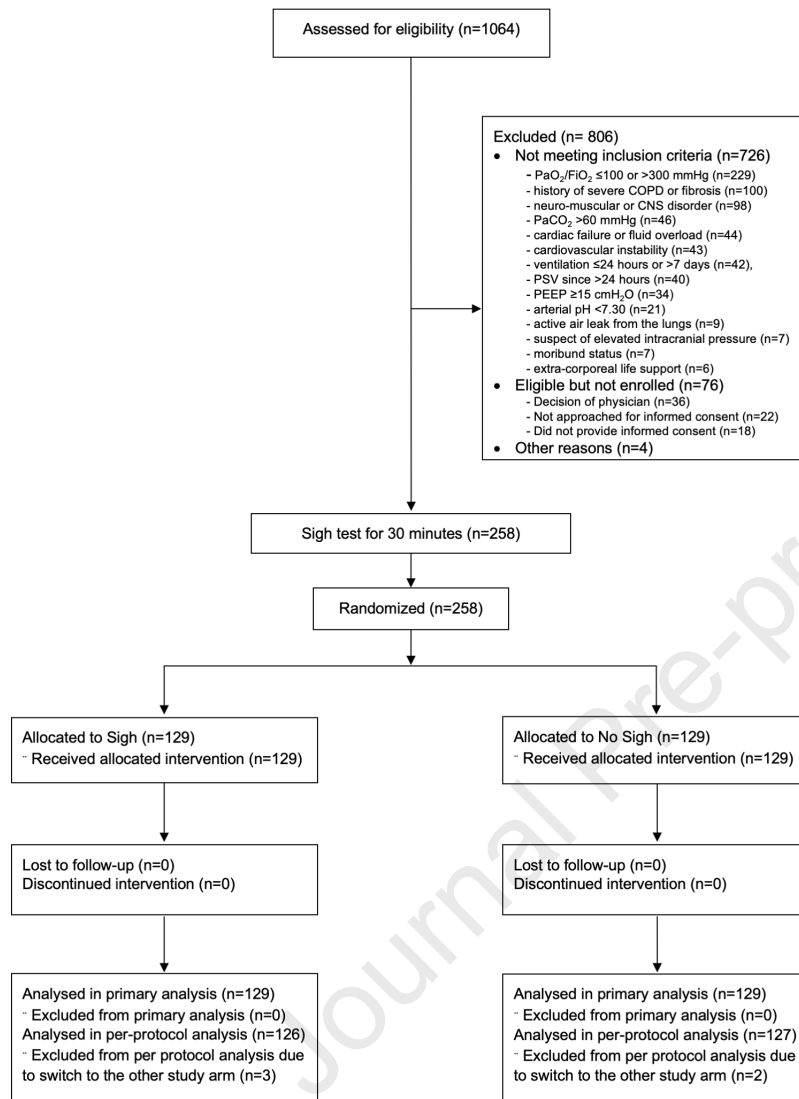 Assessed for eligibility (n=1064)
Excluded (n= 806)
• Not meeting inclusion criteria (n=726)
- PaO₂/FiO₂ ≤100 or >300 mmHg (n=229)
- history of severe COPD or fibrosis (n=100)
- neuro-muscular or CNS disorder (n=98)
- PaCO₂ >60 mmHg (n=46)
- cardiac failure or fluid overload (n=44)
- cardiovascular instability (n=43)
- ventilation ≤24 hours or >7 days (n=42),
- PSV since >24 hours (n=40)
- PEEP ≥15 cmH₂O (n=34)
- arterial pH <7.30 (n=21)
- active air leak from the lungs (n=9)
- suspect of elevated intracranial pressure (n=7)
- moribund status (n=7)
- extra-corporeal life support (n=6)
• Eligible but not enrolled (n=76)
- Decision of physician (n=36)
- Not approached for informed consent (n=22)
- Did not provide informed consent (n=18)
• Other reasons (n=4)
Sigh test for 30 minutes (n=258)
Randomized (n=258)
Allocated to Sigh (n=129)
¨ Received allocated intervention (n=129)
Allocated to No Sigh (n=129)
¨ Received allocated intervention (n=129)
Lost to follow-up (n=0)
Discontinued intervention (n=0)
Lost to follow-up (n=0)
Discontinued intervention (n=0)
Analysed in primary analysis (n=129)
¨ Excluded from primary analysis (n=0)
Analysed in per-protocol analysis (n=126)
¨ Excluded from per protocol analysis due
to switch to the other study arm (n=3)
Analysed in primary analysis (n=129)
¨ Excluded from primary analysis (n=0)
Analysed in per-protocol analysis (n=127)
¨ Excluded from per protocol analysis due
to switch to the other study arm (n=2)
Journal Pre-pr